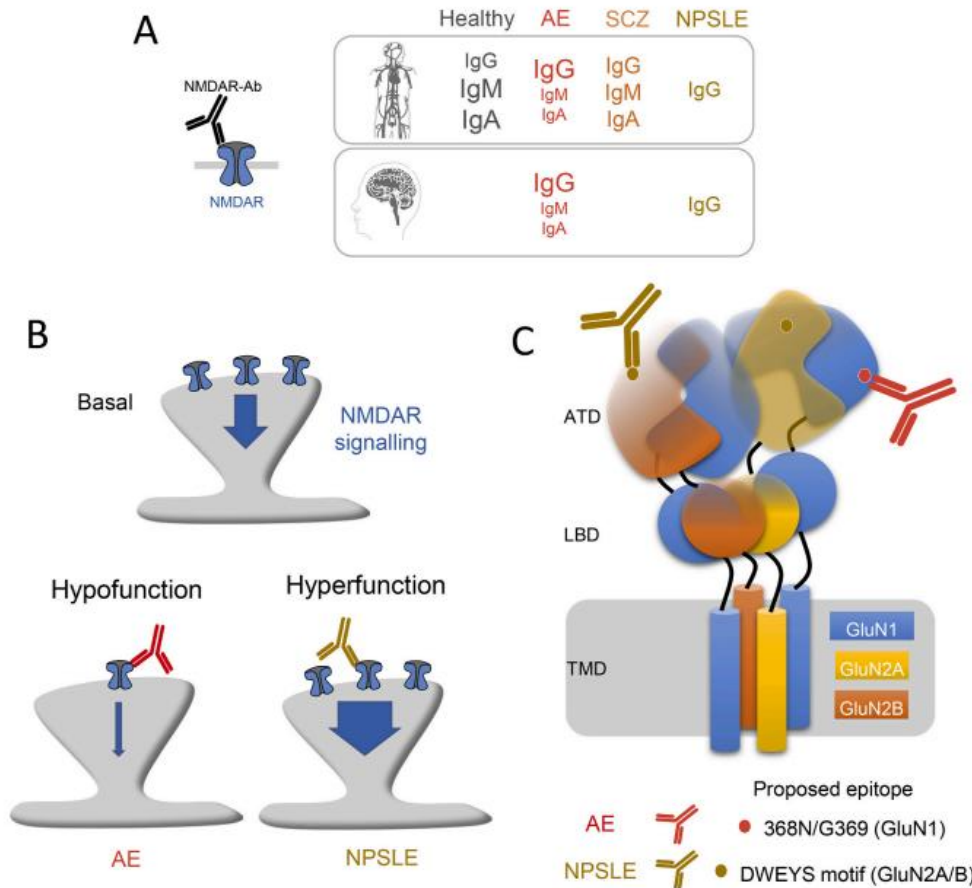 A
Healthy AE SCZ NPSLE
NMDAR-Ab
NMDAR
IgG
IgM
IgA
IgG
IgM
IgA
IgG
IgM
IgA
IgG
IgG
IgM
IgA
IgG
B
Basal
NMDAR
signalling
Hypofunction
Hyperfunction
AE
NPSLE
C
ATD
LBD
TMD
GluN1
GluN2A
GluN2B
Proposed epitope
AE 368N/G369 (GluN1)
NPSLE DWEYS motif (GluN2A/B)